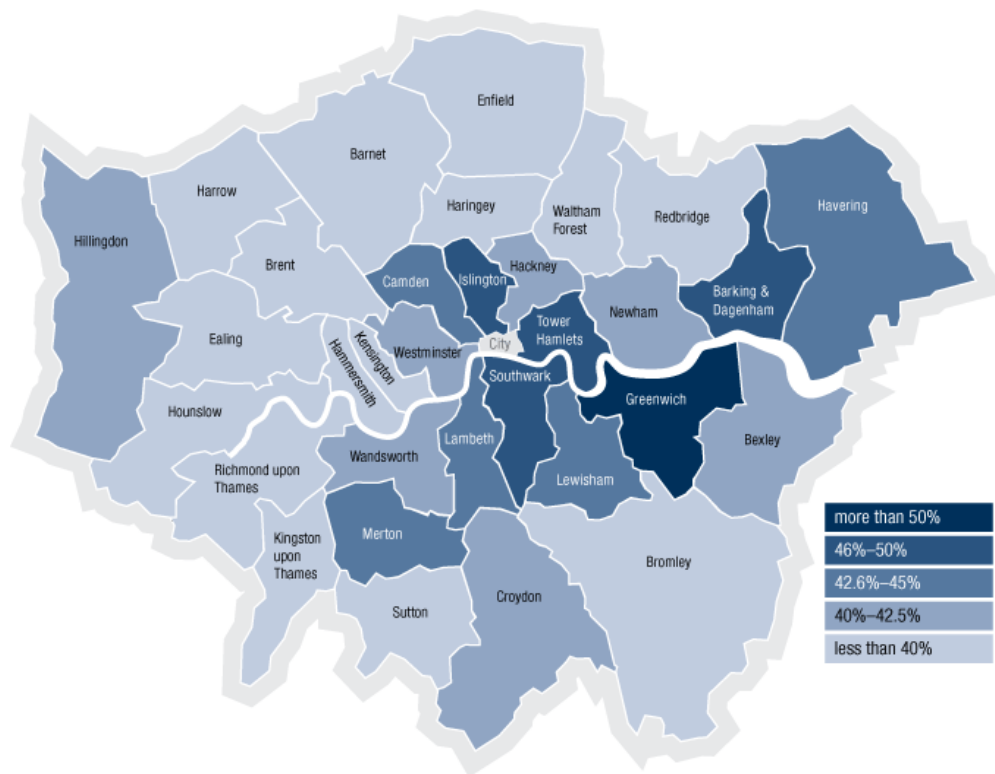 Enfield
Barnet
Harrow
Haringey
Waltham
Forest
Redbridge
Havering
Hillingdon
Brent
Camden
Islington
Hackney
Newham
Barking &
Dagenham
Ealing
Tower
Hamlets
City
Westminster
Kensington
Hammersmith
Southwark
Greenwich
Hounslow
Lambeth
Bexley
Wandsworth
Richmond upon
Thames
Lewisham
Merton
Kingston
upon
Thames
Bromley
Croydon
Sutton
more than 50%
46%–50%
42.6%–45%
40%–42.5%
less than 40%